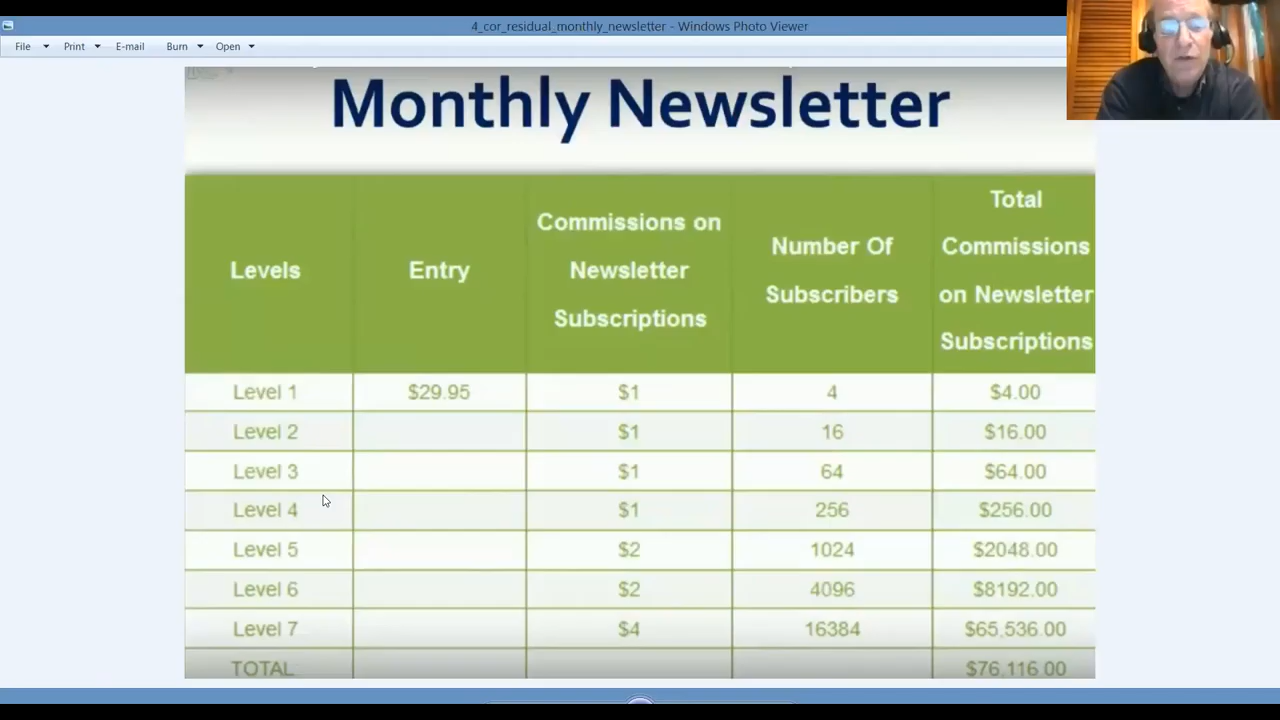 4_cor_residual_monthly_newsletter - Windows Photo Viewer
File Print E-mail Burn Open
Monthly Newsletter
Levels Entry Commissions on Newsletter Subscriptions Number Of Subscribers Total Commissions on Newsletter Subscriptions
Level 1 $29.95 $1 4 $4.00
Level 2 $1 16 $16.00
Level 3 $1 64 $64.00
Level 4 $1 256 $256.00
Level 5 $2 1024 $2048.00
Level 6 $2 4096 $8192.00
Level 7 $4 16384 $65,536.00
TOTAL $76,116.00